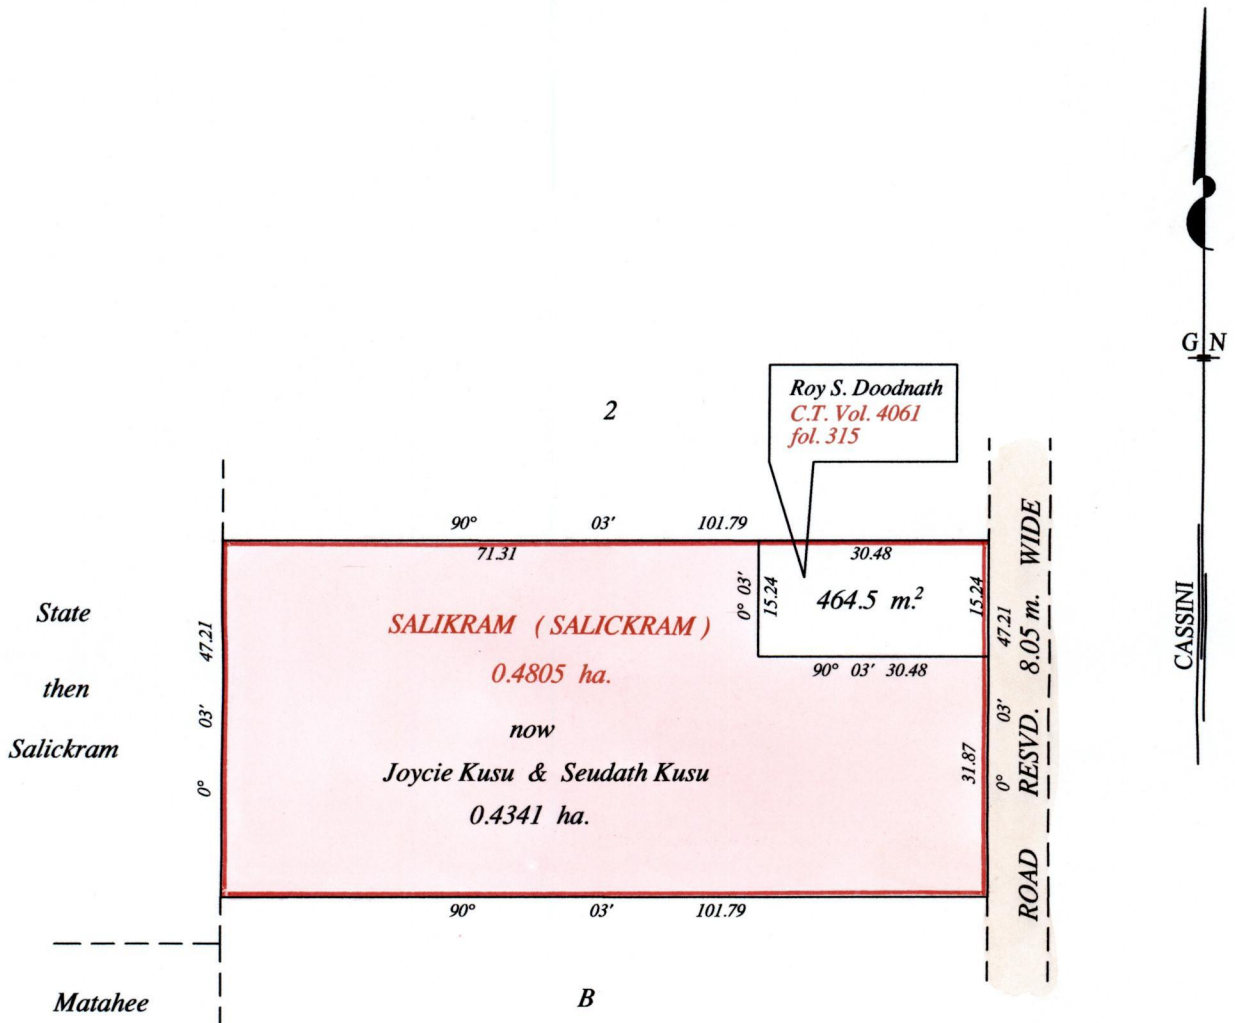 G N
Roy S. Doodnath
C.T. Vol. 4061
fol. 315
2
90° 03' 101.79
71.31
30.48
0° 03'
15.24
464.5 m.²
15.24
90° 03' 30.48
SALIKRAM ( SALICKRAM )
0.4805 ha.
now
Joycie Kusu & Seudath Kusu
0.4341 ha.
State
then
Salickram
0° 03' 47.21
31.87
0° 03' 47.21
ROAD RESVD. 8.05 m. WIDE
CASSINI
90° 03' 101.79
Matahee
B